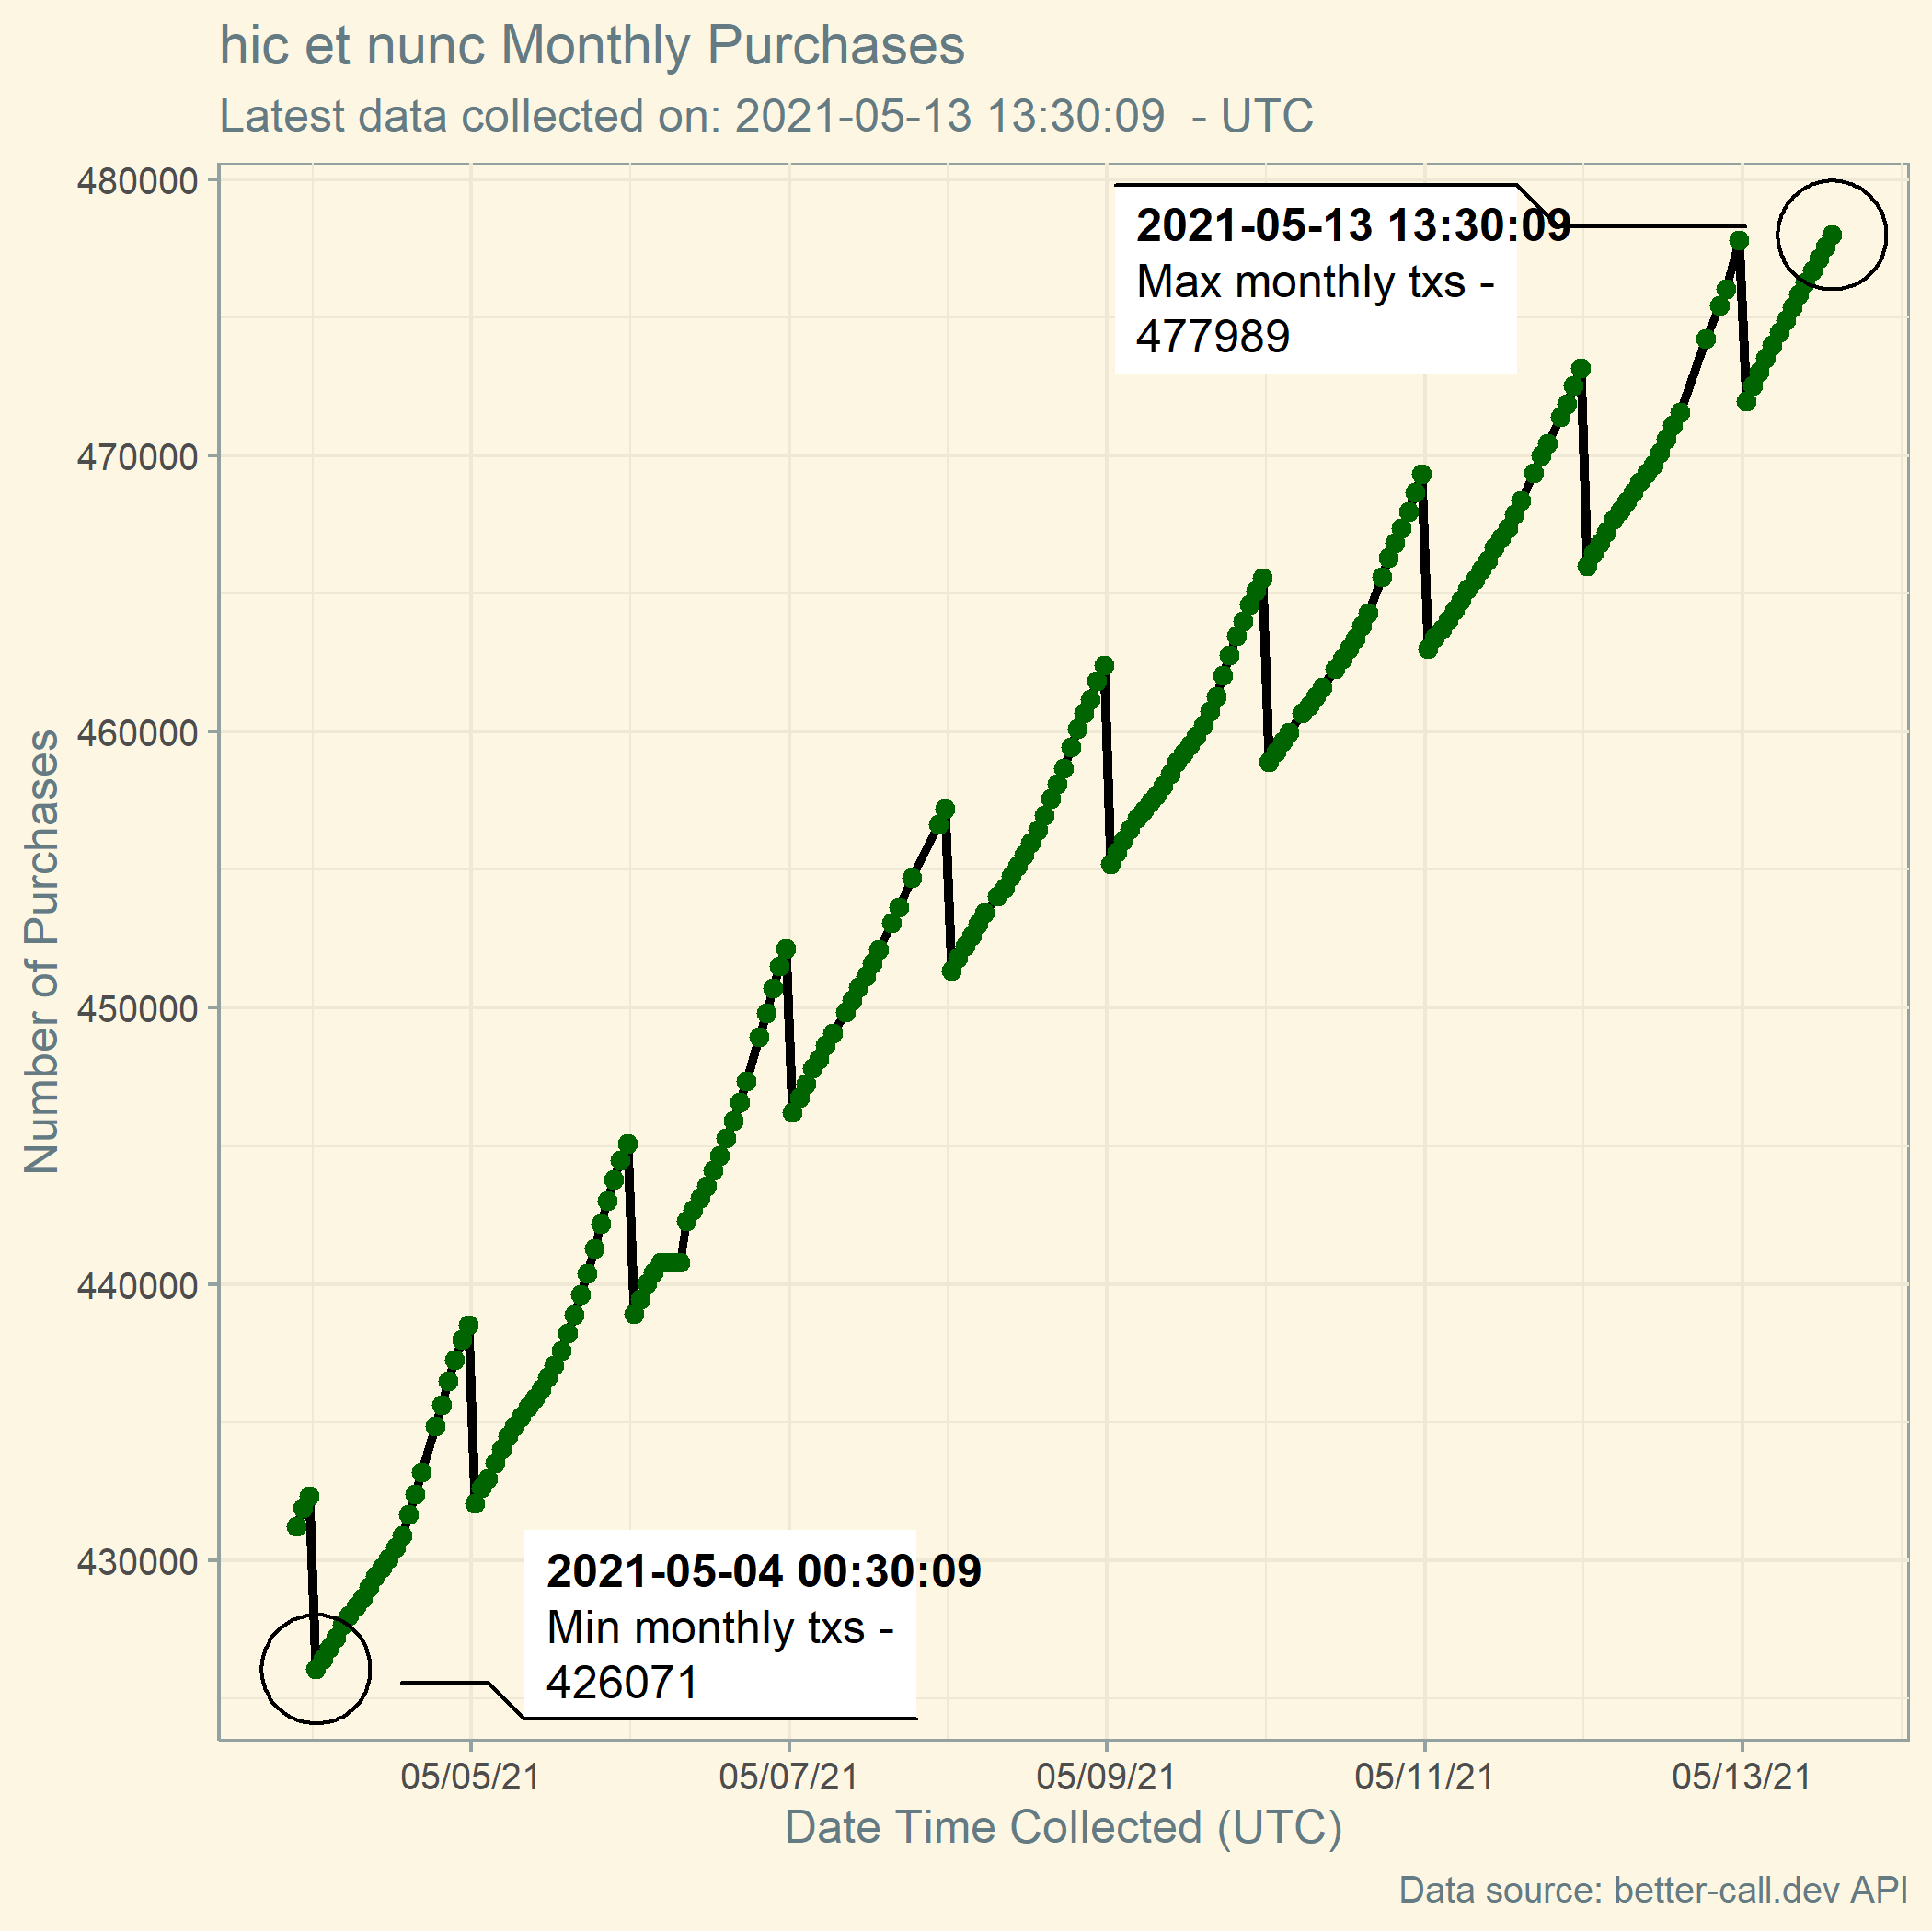 hic et nunc Monthly Purchases
Latest data collected on: 2021-05-13 13:30:09  - UTC
480000
470000
460000
450000
440000
430000
Number of Purchases
2021-05-13 13:30:09
Max monthly txs -
477989
2021-05-04 00:30:09
Min monthly txs -
426071
05/05/21
05/07/21
05/09/21
05/11/21
05/13/21
Date Time Collected (UTC)
Data source: better-call.dev API